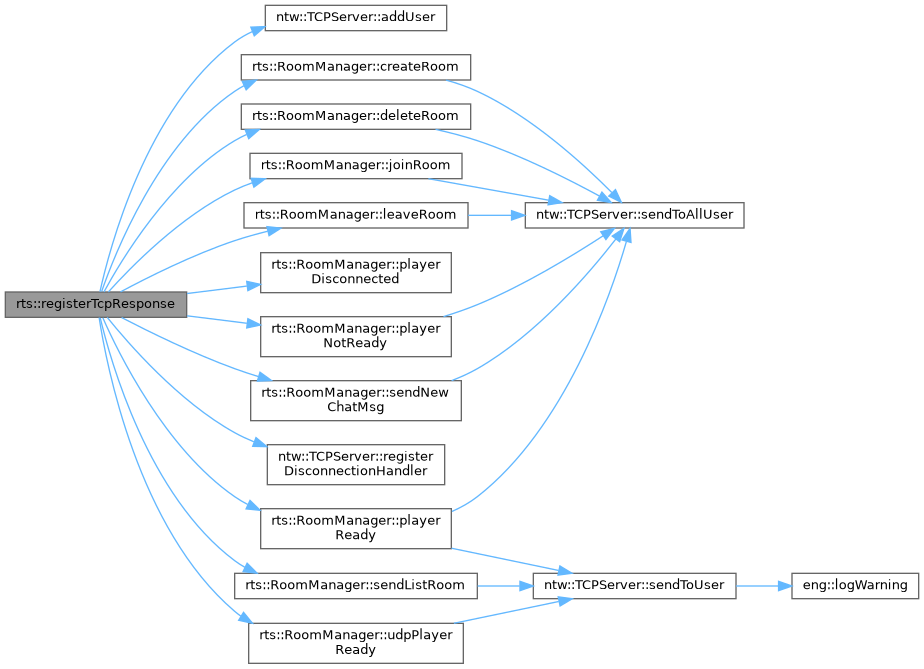 ntw::TCPServer::addUser
rts::RoomManager::createRoom
rts::RoomManager::deleteRoom
rts::RoomManager::joinRoom
rts::RoomManager::leaveRoom
ntw::TCPServer::sendToAllUser
rts::RoomManager::player
Disconnected
rts::registerTcpResponse
rts::RoomManager::player
NotReady
rts::RoomManager::sendNew
ChatMsg
ntw::TCPServer::register
DisconnectionHandler
rts::RoomManager::player
Ready
rts::RoomManager::sendListRoom
ntw::TCPServer::sendToUser
eng::logWarning
rts::RoomManager::udpPlayer
Ready